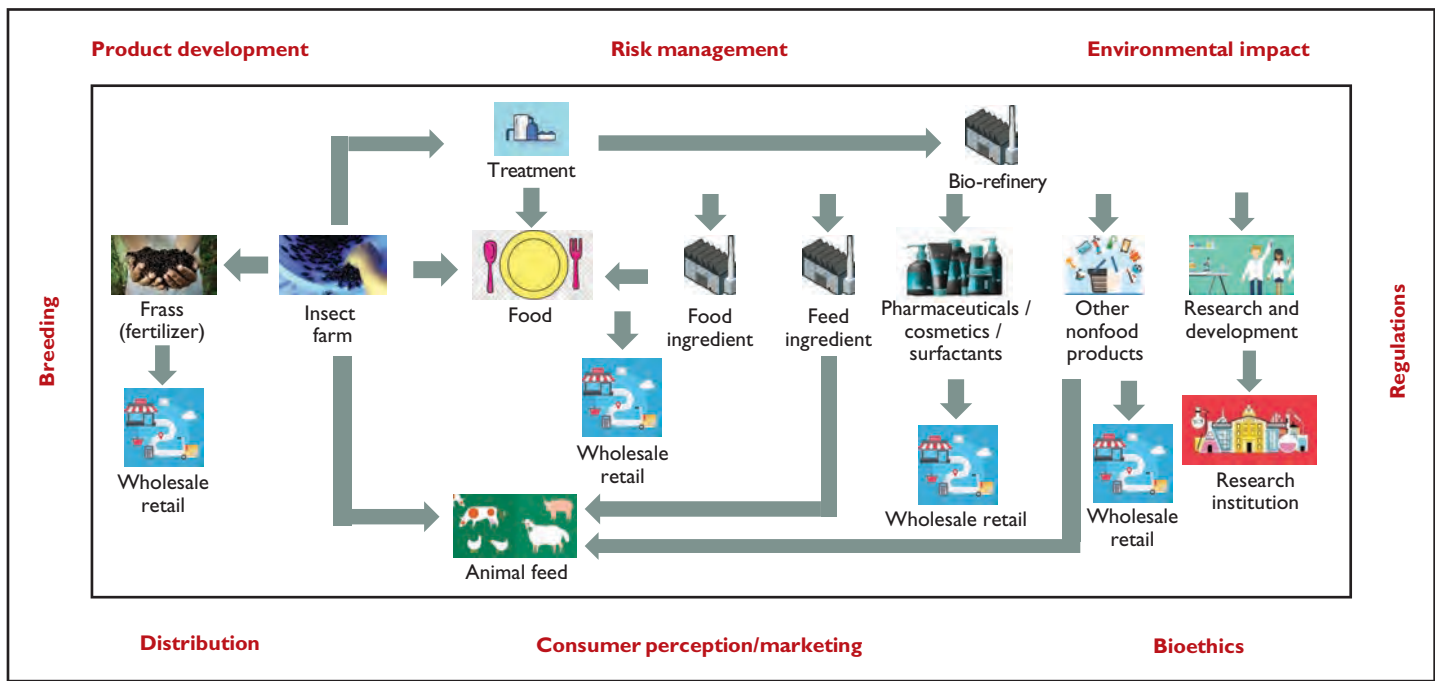 Product development
Risk management
Environmental impact
Breeding
Regulations
Treatment
Bio-refinery
Frass
(fertilizer)
Insect
farm
Food
Food
ingredient
Feed
ingredient
Pharmaceuticals /
cosmetics /
surfactants
Other
nonfood
products
Research and
development
Wholesale
retail
Wholesale
retail
Wholesale retail
Wholesale
retail
Research
institution
Animal feed
Distribution
Consumer perception/marketing
Bioethics